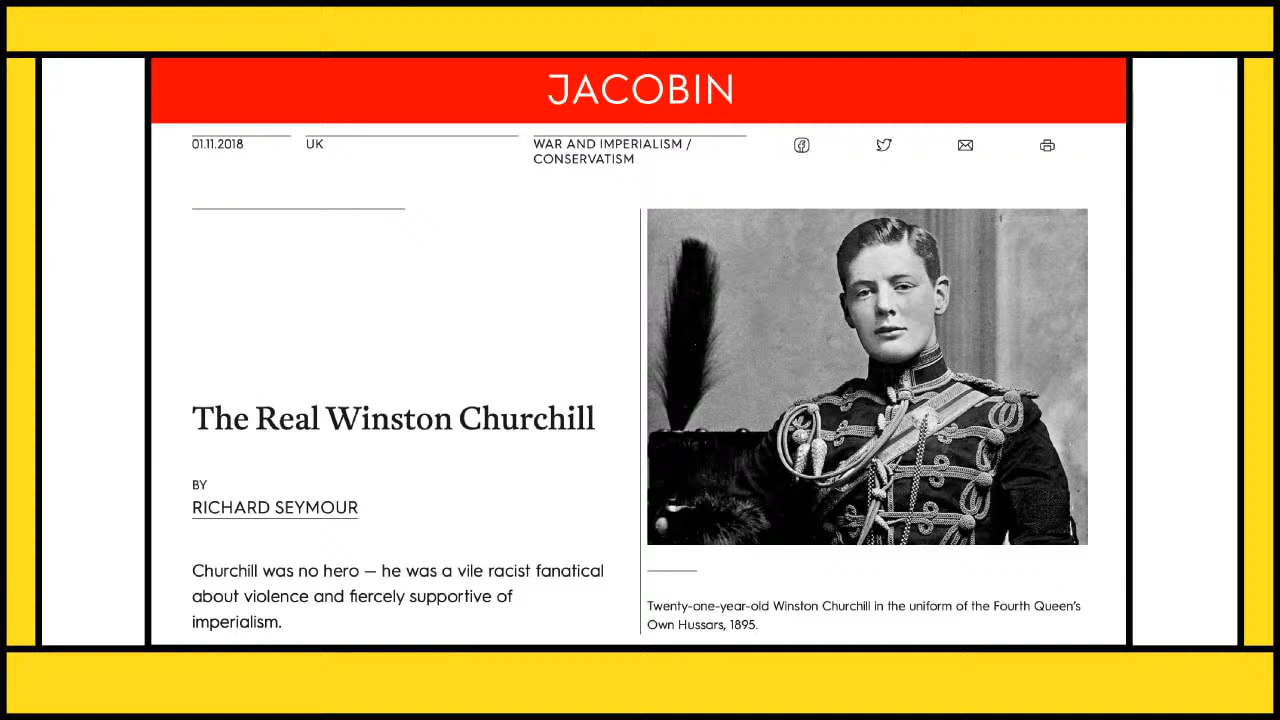 JACOBIN
01.11.2018
UK
WAR AND IMPERIALISM /
CONSERVATISM
The Real Winston Churchill
BY
RICHARD SEYMOUR
Churchill was no hero — he was a vile racist fanatical
about violence and fiercely supportive of
imperialism.
Twenty-one-year-old Winston Churchill in the uniform of the Fourth Queen's
Own Hussars, 1895.